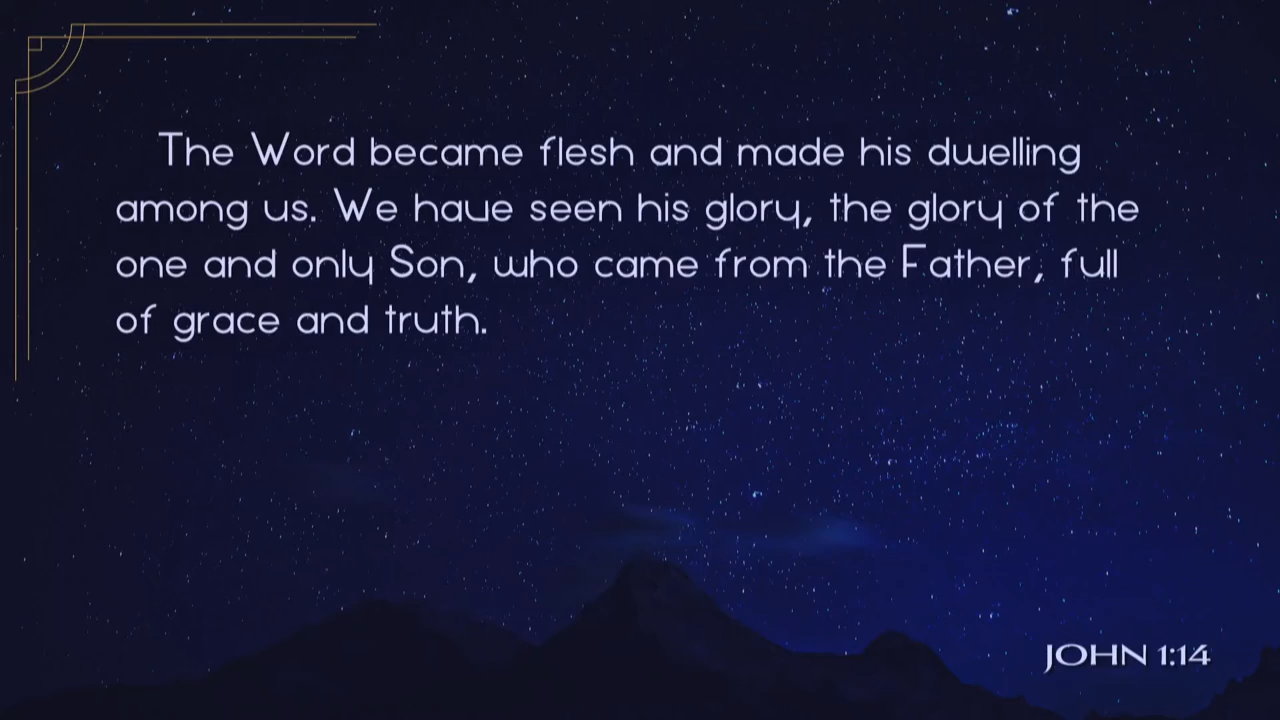 The Word became flesh and made his dwelling
among us. We have seen his glory, the glory of the
one and only Son, who came from the Father, full
of grace and truth.
JOHN 1:14